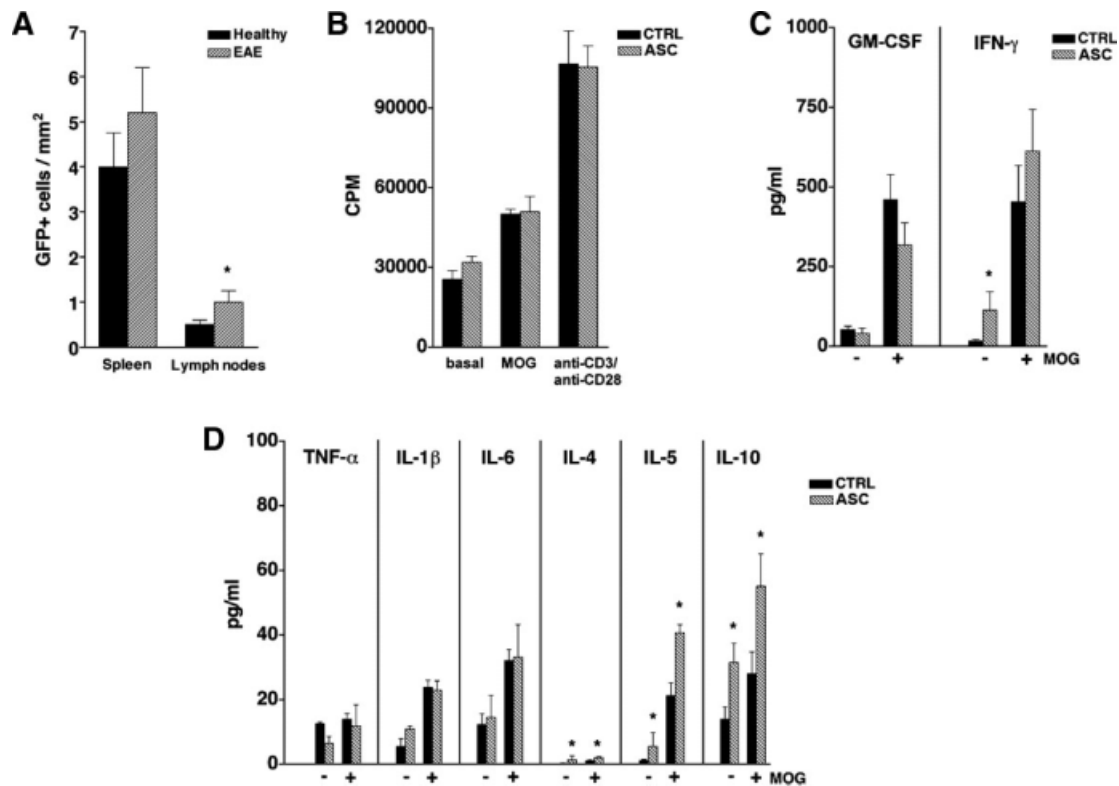 A
Healthy
EAE
GFP+ cells / mm²
7
6
5
4
3
2
1
0
Spleen Lymph nodes
B
CTRL
ASC
CPM
120000
90000
60000
30000
0
basal MOG anti-CD3/
anti-CD28
C
GM-CSF IFN-γ
CTRL
ASC
pg/ml
1000
750
500
250
0
*
- + - + MOG
D
TNF-α IL-1β IL-6 IL-4 IL-5 IL-10
CTRL
ASC
pg/ml
100
80
60
40
20
0
* * * * * *
- + - + - + - + - + - + MOG